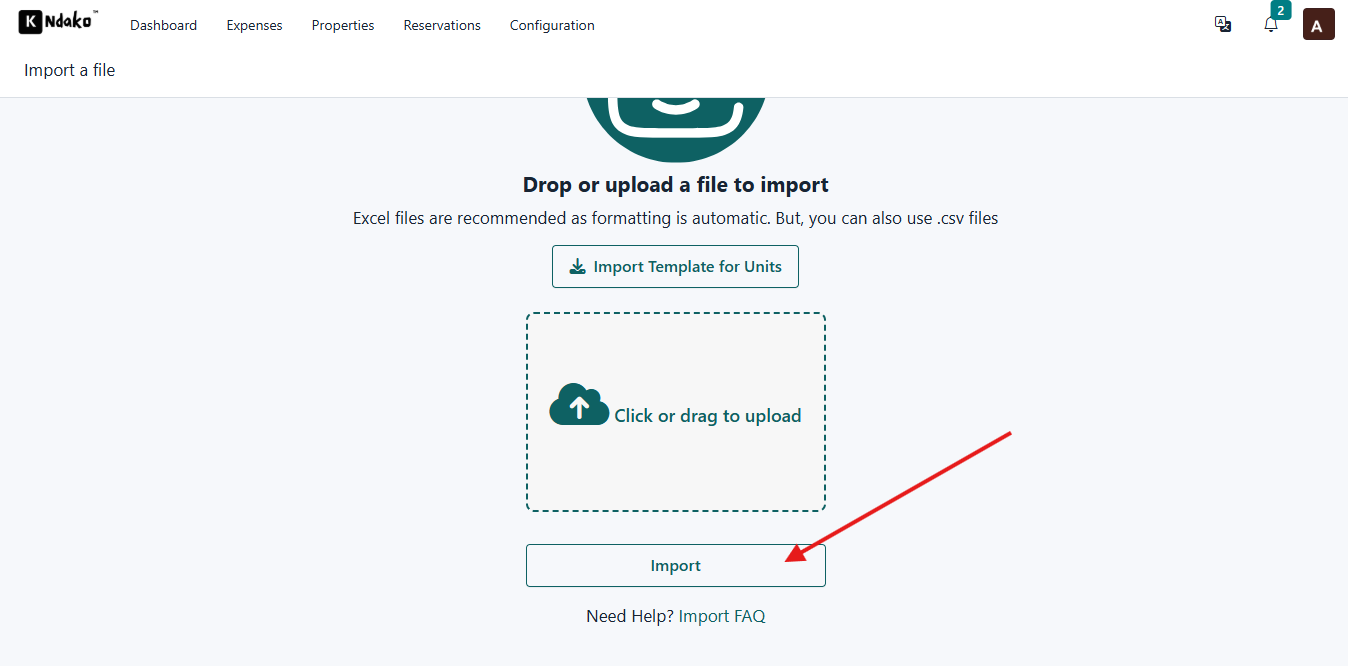 K Ndako™
Dashboard Expenses Properties Reservations Configuration 2 A
Import a file
Drop or upload a file to import
Excel files are recommended as formatting is automatic. But, you can also use .csv files
Import Template for Units
Click or drag to upload
Import
Need Help? Import FAQ